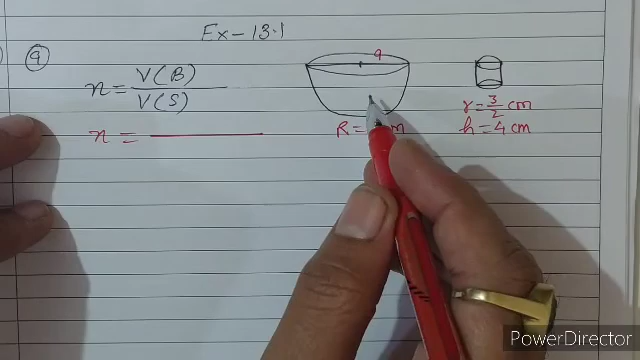 Ex-13.1
9
n = V(B) / V(S)
9
r = 3/2 cm
n =
R = m
h = 4 cm
PowerDirector